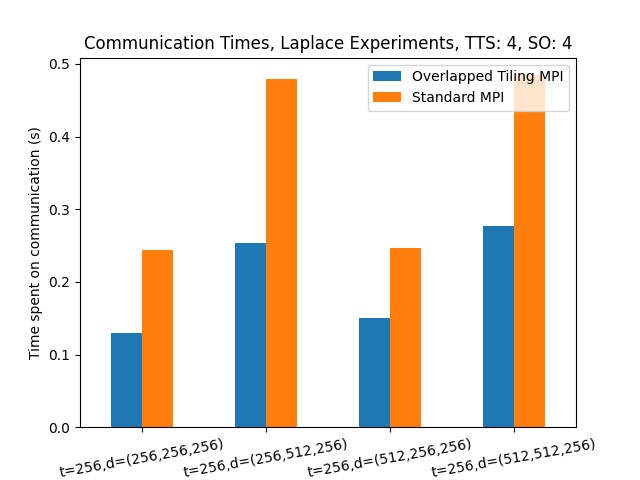 Communication Times, Laplace Experiments, TTS: 4, SO: 4
Overlapped Tiling MPI
Standard MPI
Time spent on communication (s)
0.5
0.4
0.3
0.2
0.1
0.0
t=256,d=(256,256,256)
t=256,d=(256,512,256)
t=256,d=(512,256,256)
t=256,d=(512,512,256)